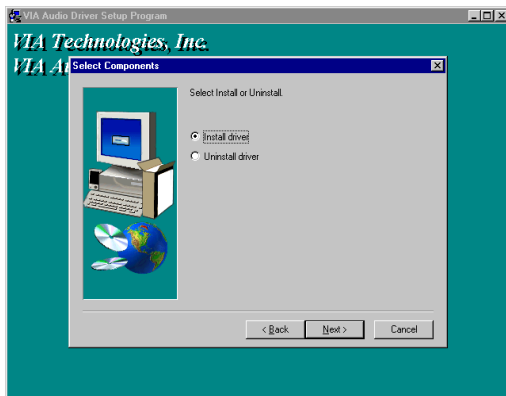 VIA Audio Driver Setup Program
VIA Technologies, Inc.
VIA
Select Components
Select Install or Uninstall.
Install driver
Uninstall driver
< Back
Next >
Cancel